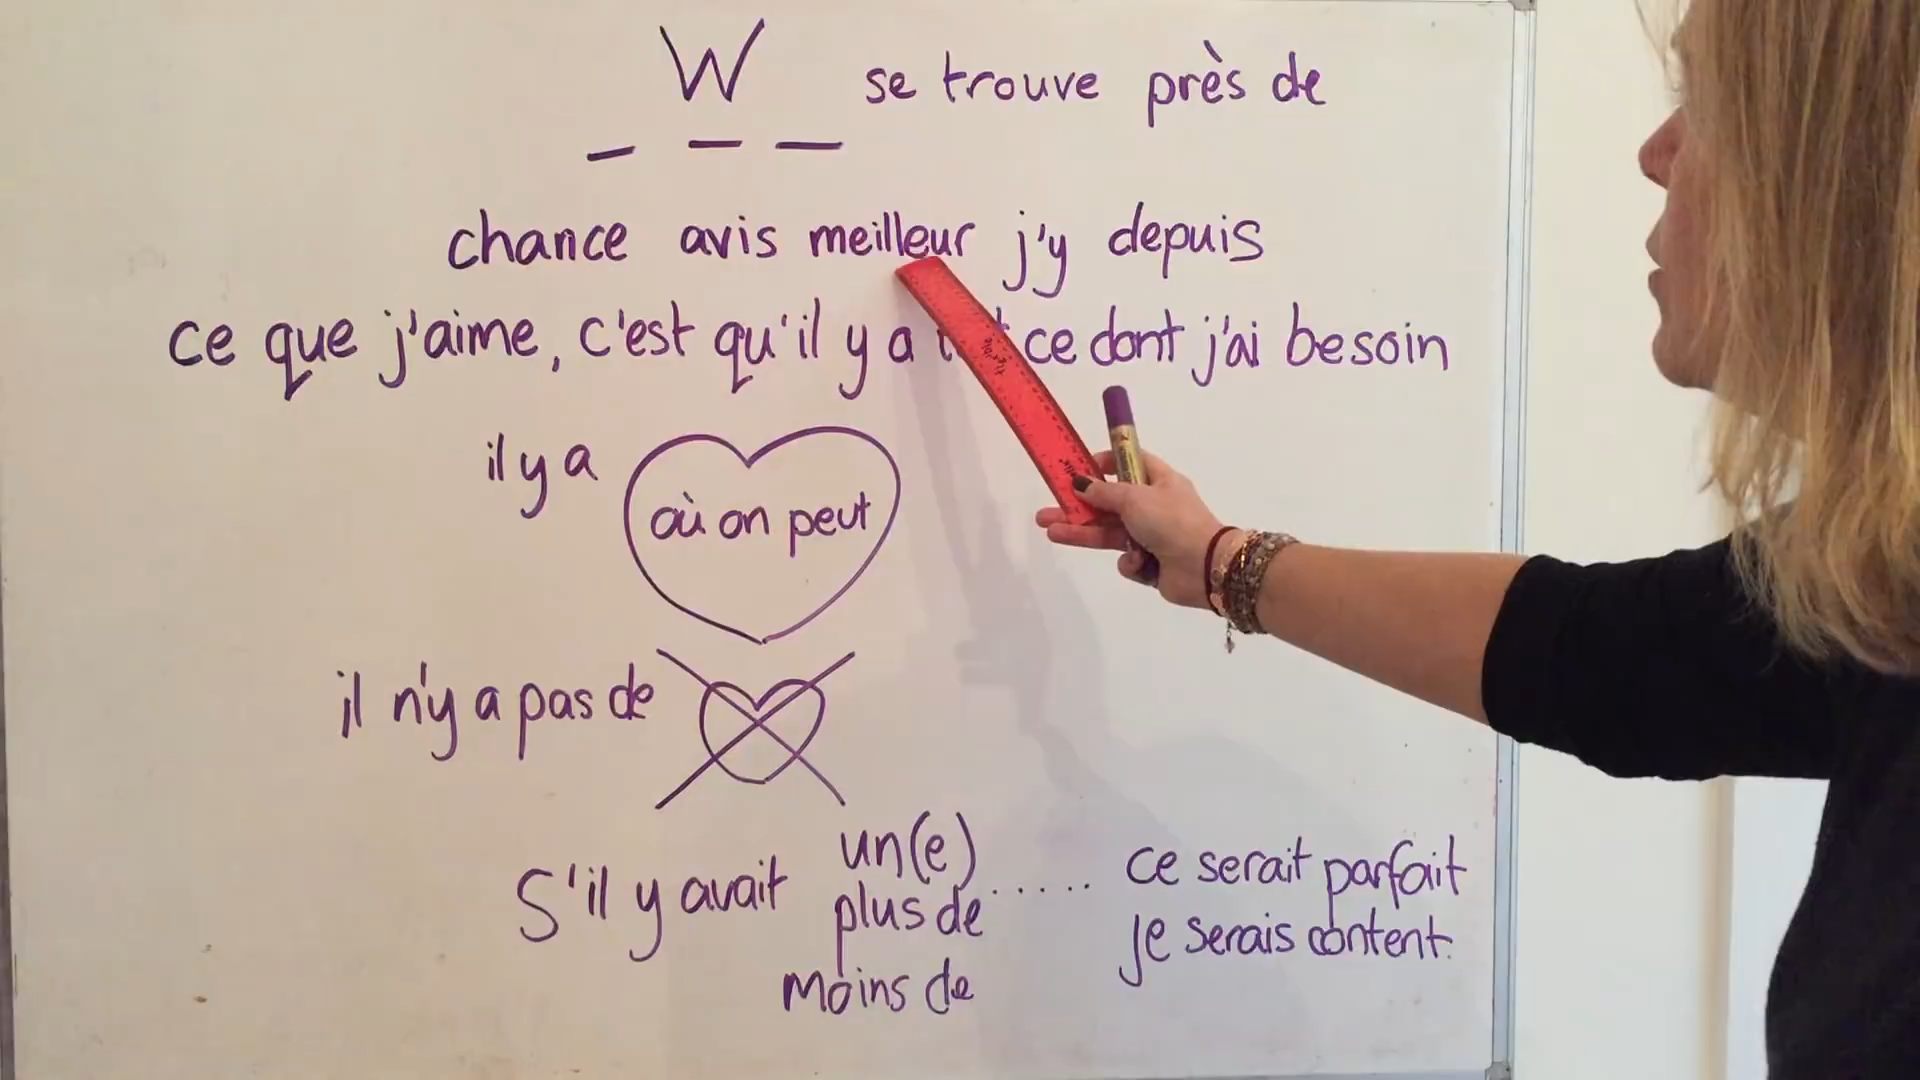 W se trouve près de
chance avis meilleur j'y depuis
ce que j'aime, c'est qu'il y a ce dont j'ai besoin
il y a
où on peut
il n'y a pas de
S'il y avait un(e) ..... ce serait parfait
plus de je serais content.
moins de